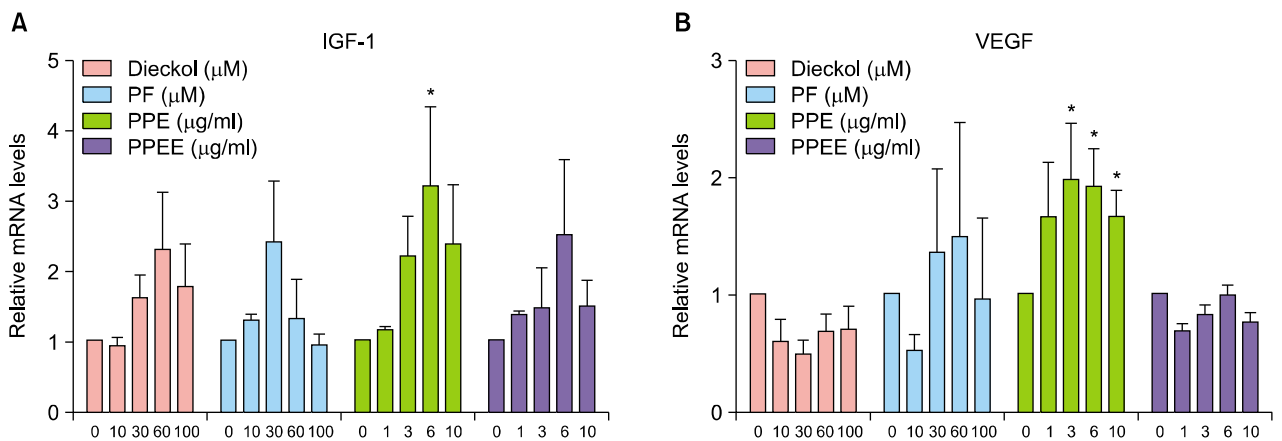 A
IGF-1
5
4
3
2
1
0
Relative mRNA levels
Dieckol (μM)
PF (μM)
PPE (μg/ml)
PPEE (μg/ml)
*
0 10 30 60 100 0 10 30 60 100 0 1 3 6 10 0 1 3 6 10
B
VEGF
3
2
1
0
Relative mRNA levels
Dieckol (μM)
PF (μM)
PPE (μg/ml)
PPEE (μg/ml)
* * *
0 10 30 60 100 0 10 30 60 100 0 1 3 6 10 0 1 3 6 10